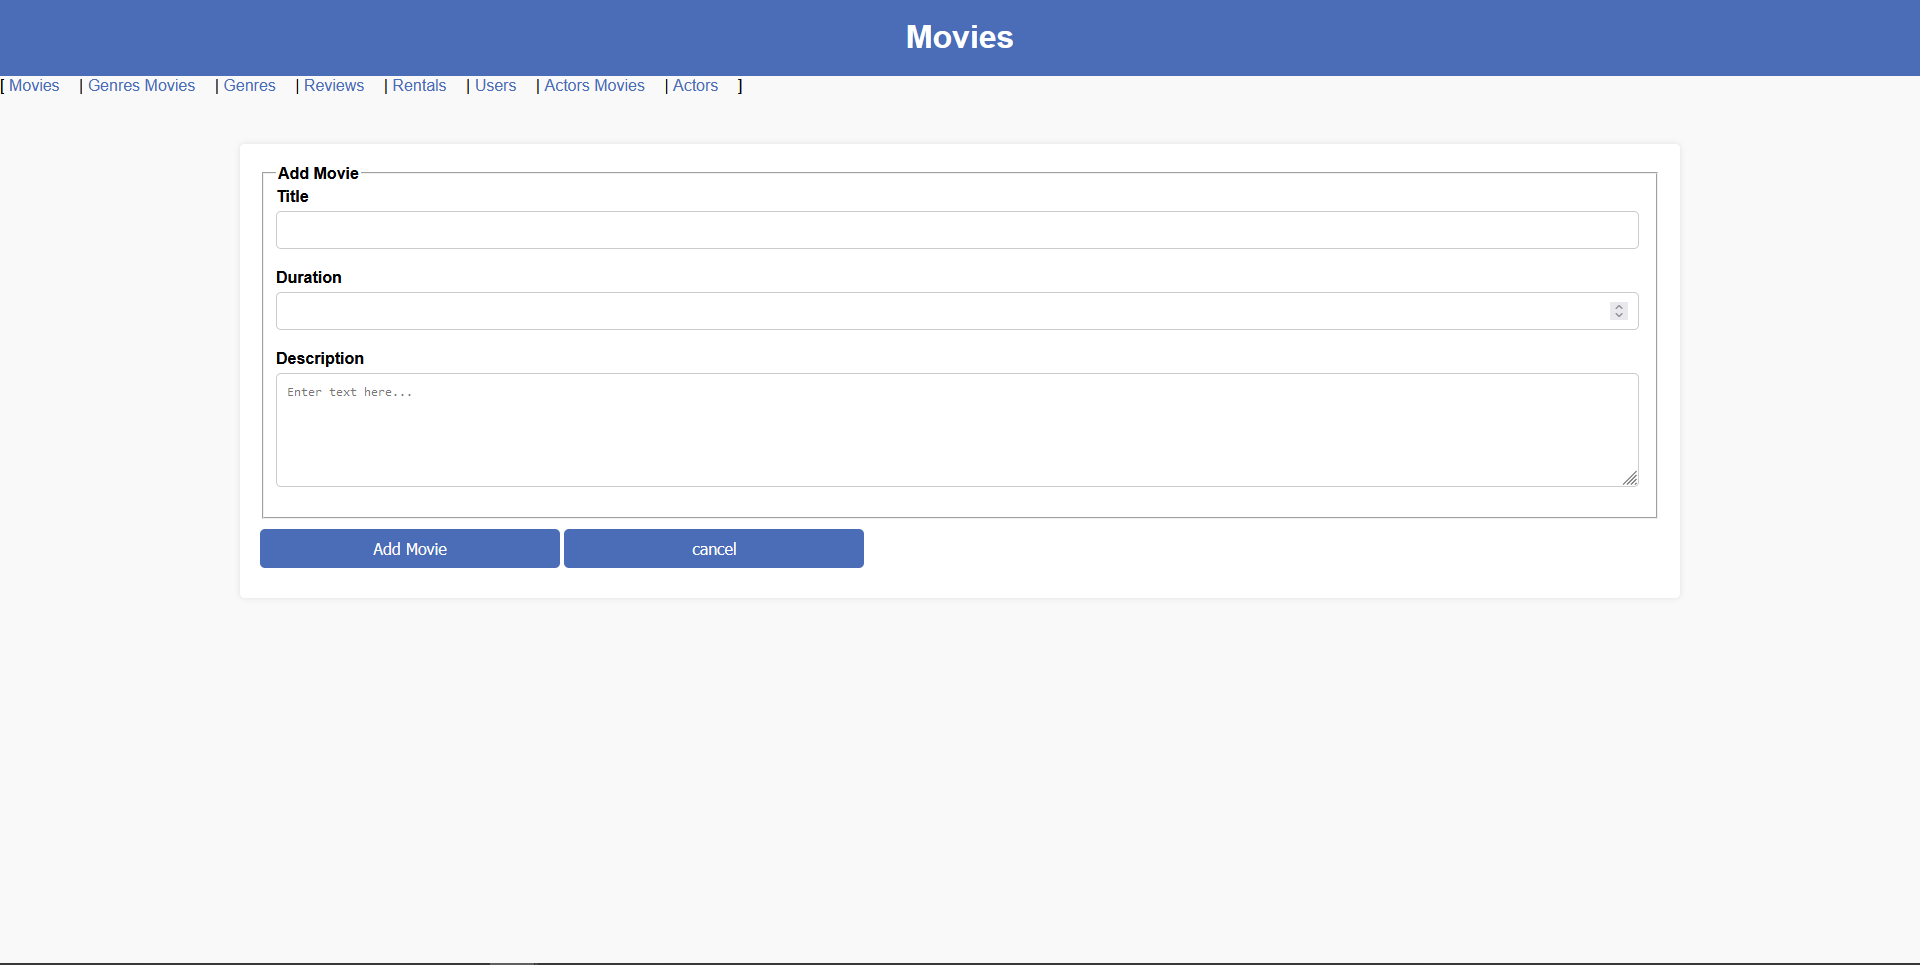 Movies
[ Movies | Genres Movies | Genres | Reviews | Rentals | Users | Actors Movies | Actors ]
Add Movie
Title
Duration
Description
Enter text here...
Add Movie cancel